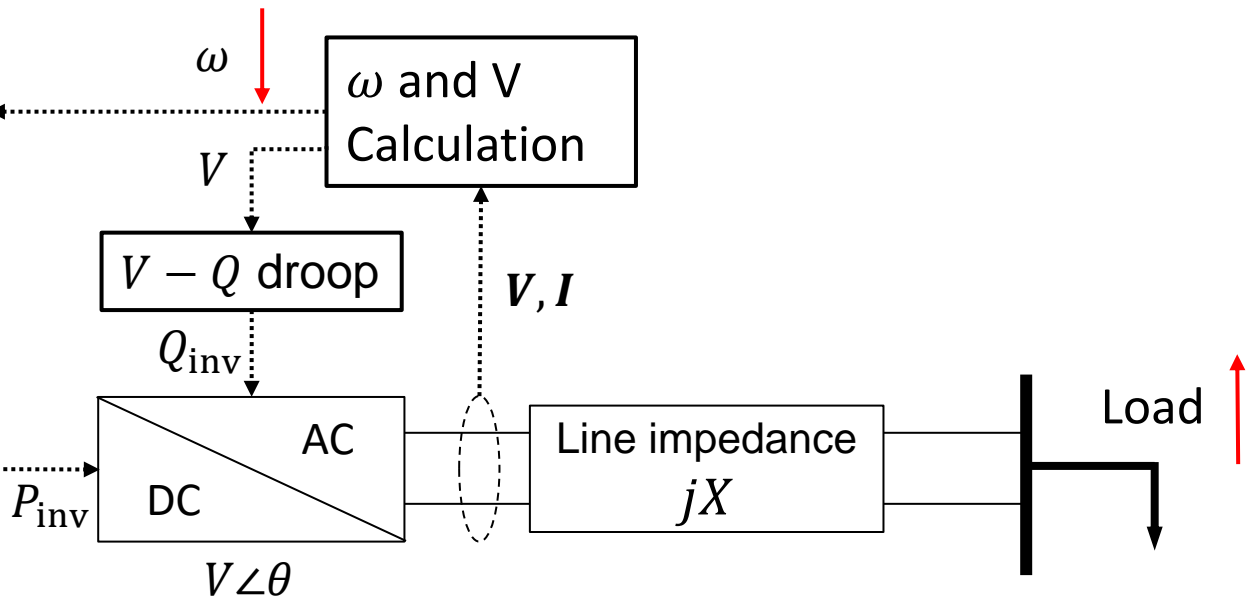 ω
ω and V
Calculation
V
V − Q droop
V, I
Q_inv
AC
DC
P_inv
V∠θ
Line impedance
jX
Load